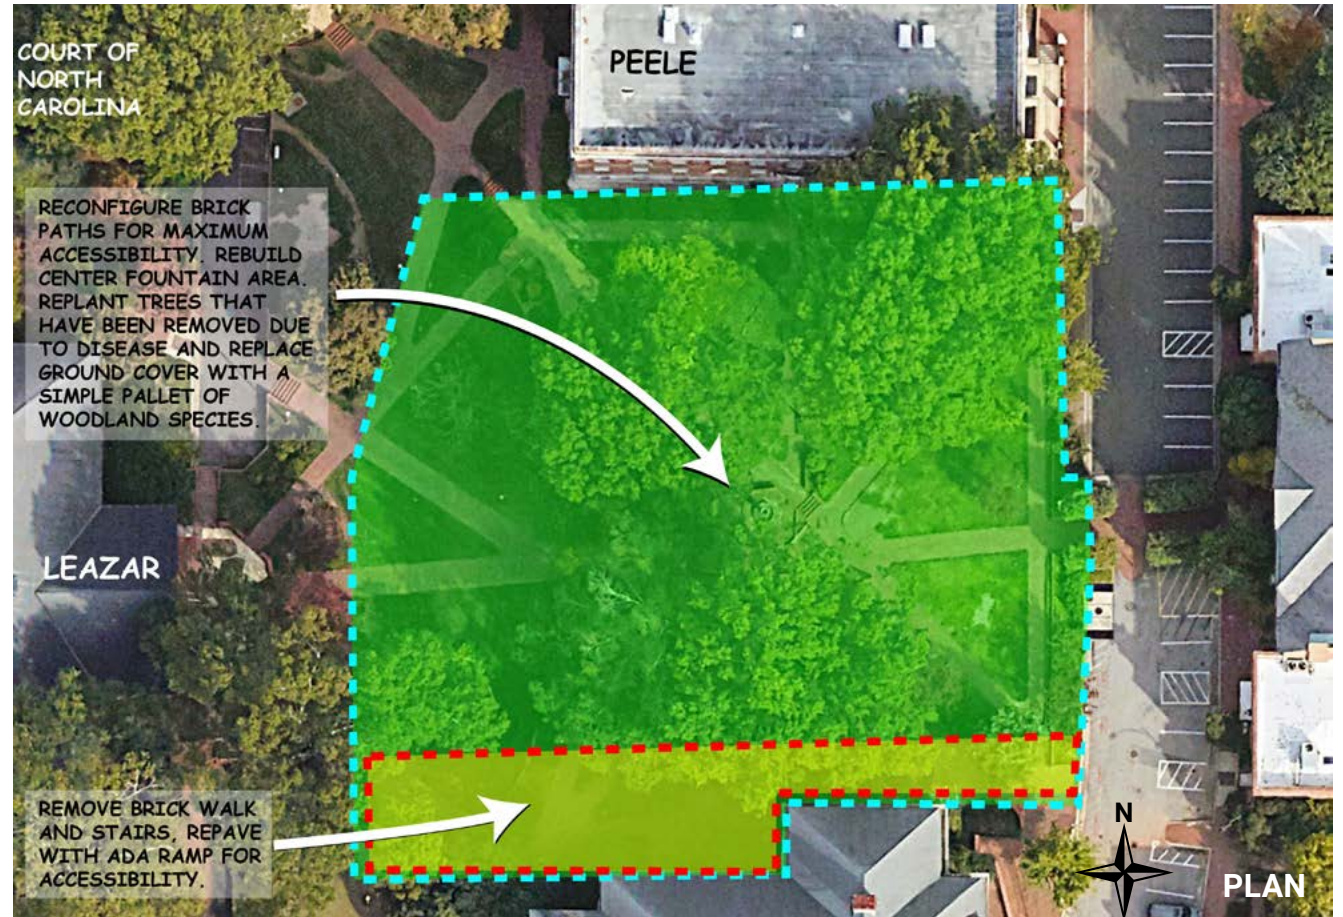 COURT OF
NORTH
CAROLINA
PEELE
RECONFIGURE BRICK
PATHS FOR MAXIMUM
ACCESSIBILITY. REBUILD
CENTER FOUNTAIN AREA.
REPLANT TREES THAT
HAVE BEEN REMOVED DUE
TO DISEASE AND REPLACE
GROUND COVER WITH A
SIMPLE PALLET OF
WOODLAND SPECIES.
LEAZAR
REMOVE BRICK WALK
AND STAIRS, REPAVE
WITH ADA RAMP FOR
ACCESSIBILITY.
N
PLAN